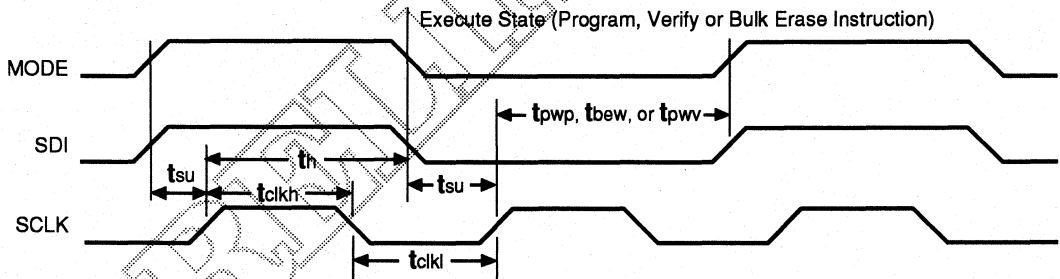 Execute State (Program, Verify or Bulk Erase Instruction)
MODE
tpwp, tbew, or tpwv
SDI
th
tsu
tsu
tclkh
SCLK
tclkl